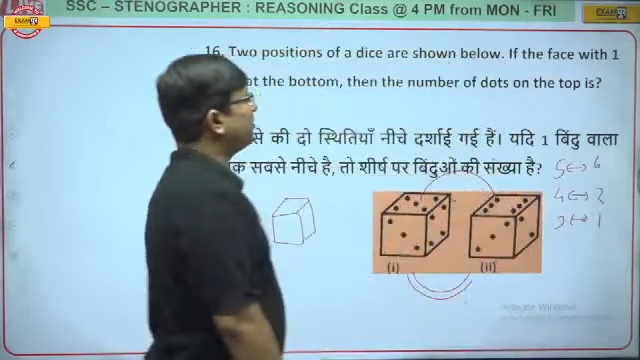 SSC – STENOGRAPHER : REASONING Class @ 4 PM from MON - FRI
EXAM पुर
EXAM पुर
16. Two positions of a dice are shown below. If the face with 1
at the bottom, then the number of dots on the top is?
से की दो स्थितियाँ नीचे दर्शाई गई हैं। यदि 1 बिंदु वाला
सबसे नीचे है, तो शीर्ष पर बिंदुओं की संख्या है?
5 ↔ 6
4 ↔ 2
3 ↔ 1
(i) (ii)